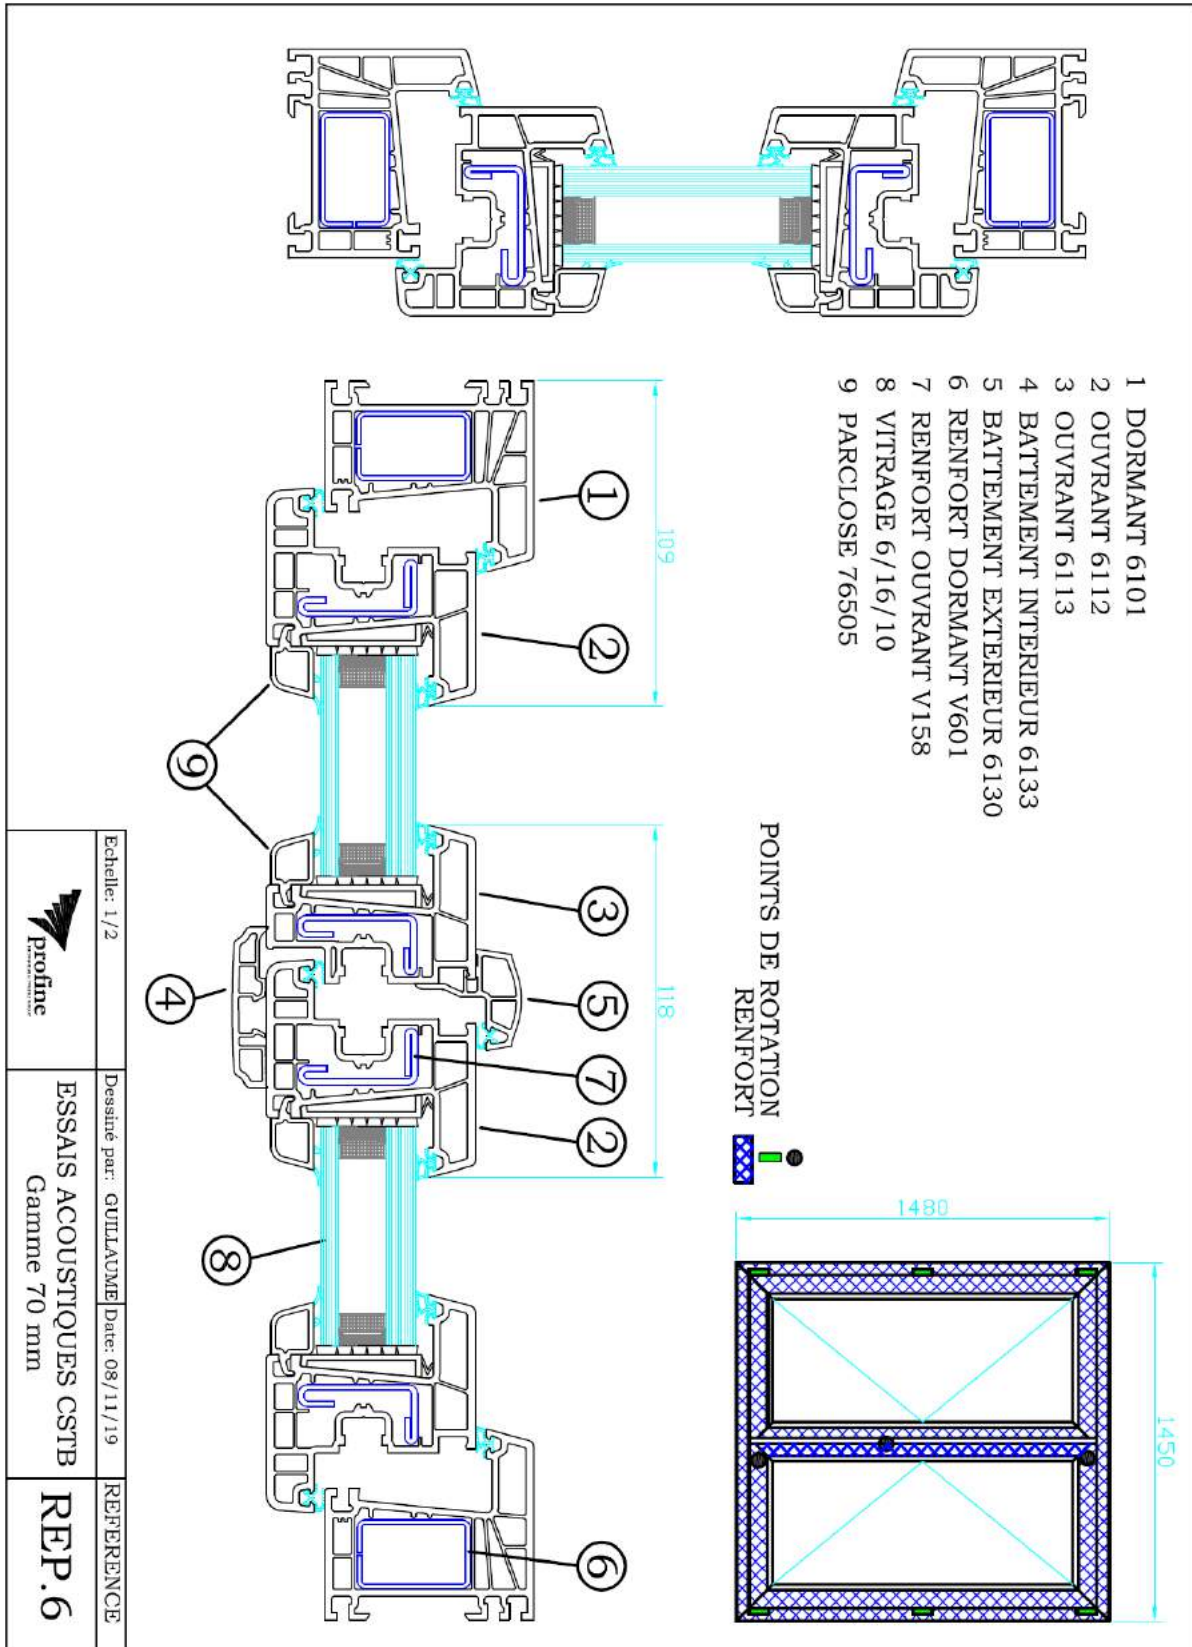 1 DORMANT 6101
2 OUVRANT 6112
3 OUVRANT 6113
4 BATTEMENT INTERIEUR 6133
5 BATTEMENT EXTERIEUR 6130
6 RENFORT DORMANT V601
7 RENFORT OUVRANT V158
8 VITRAGE 6/16/10
9 PARCLOSE 76505
POINTS DE ROTATION
RENFORT
1480
1450
109
118
1
2
3
5
7
2
6
9
4
8
Echelle: 1/2
Dessiné par: GUILLAUME
Date: 08/11/19
REFERENCE
profine
ESSAIS ACOUSTIQUES CSTB
Gamme 70 mm
REP.6